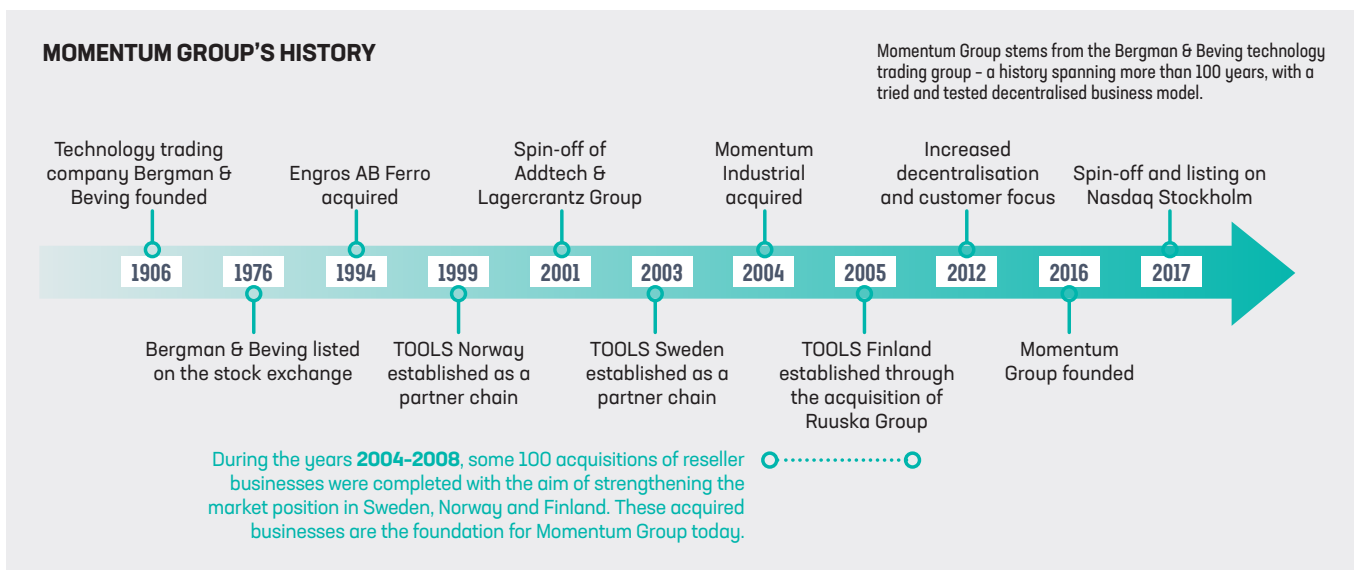 MOMENTUM GROUP'S HISTORY
Momentum Group stems from the Bergman & Beving technology
trading group – a history spanning more than 100 years, with a
tried and tested decentralised business model.
Technology trading
company Bergman &
Beving founded
Engros AB Ferro
acquired
Spin-off of
Addtech &
Lagercrantz Group
Momentum
Industrial
acquired
Increased
decentralisation
and customer focus
Spin-off and listing on
Nasdaq Stockholm
1906 1976 1994 1999 2001 2003 2004 2005 2012 2016 2017
Bergman & Beving listed
on the stock exchange
TOOLS Norway
established as a
partner chain
TOOLS Sweden
established as a
partner chain
TOOLS Finland
established through
the acquisition of
Ruuska Group
Momentum
Group founded
During the years 2004–2008, some 100 acquisitions of reseller
businesses were completed with the aim of strengthening the
market position in Sweden, Norway and Finland. These acquired
businesses are the foundation for Momentum Group today.